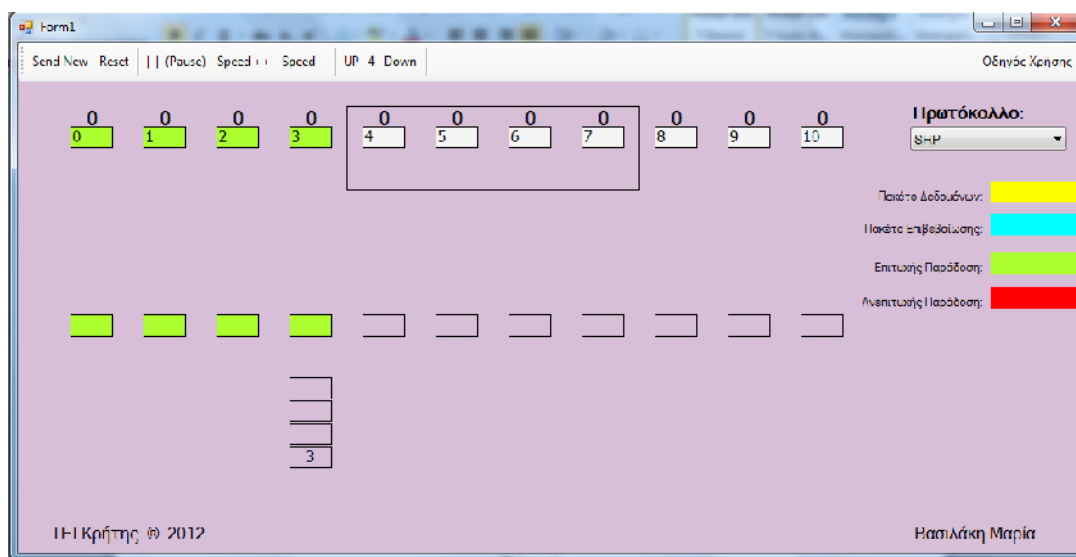 Form1
Send New Reset | | (Pause) Speed ++ Speed UP 4 Down Οδηγός Χρησης
0 0 0 0 0 0 0 0 0 0 0 Πρωτόκολλο:
0 1 2 3 4 5 6 7 8 9 10 SRP
Πακέτο Δεδομένων:
Πακέτο Επιβεβαίωσης:
Επιτυχής Παράδοση:
Ανεπιτυχής Παράδοση:
3
ΤΕΙ Κρήτης ® 2012 Βασιλάκη Μαρία